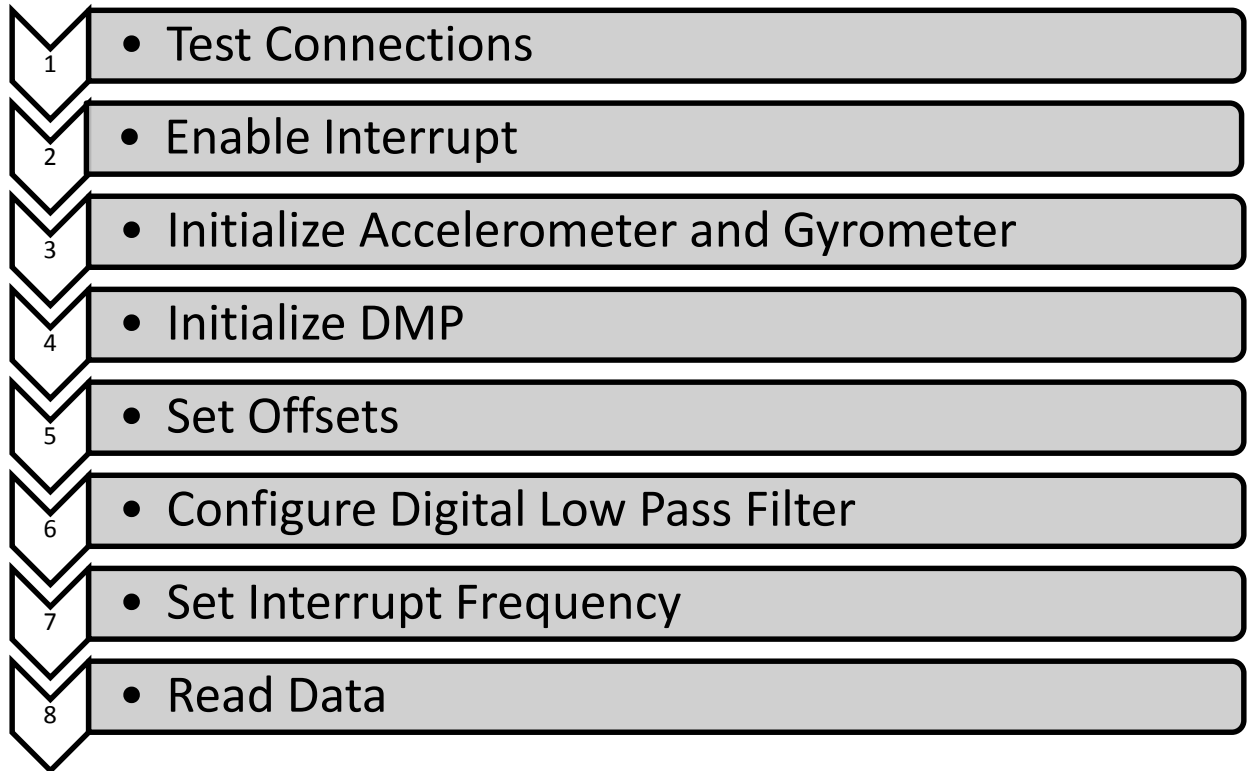 1 • Test Connections
2 • Enable Interrupt
3 • Initialize Accelerometer and Gyrometer
4 • Initialize DMP
5 • Set Offsets
6 • Configure Digital Low Pass Filter
7 • Set Interrupt Frequency
8 • Read Data